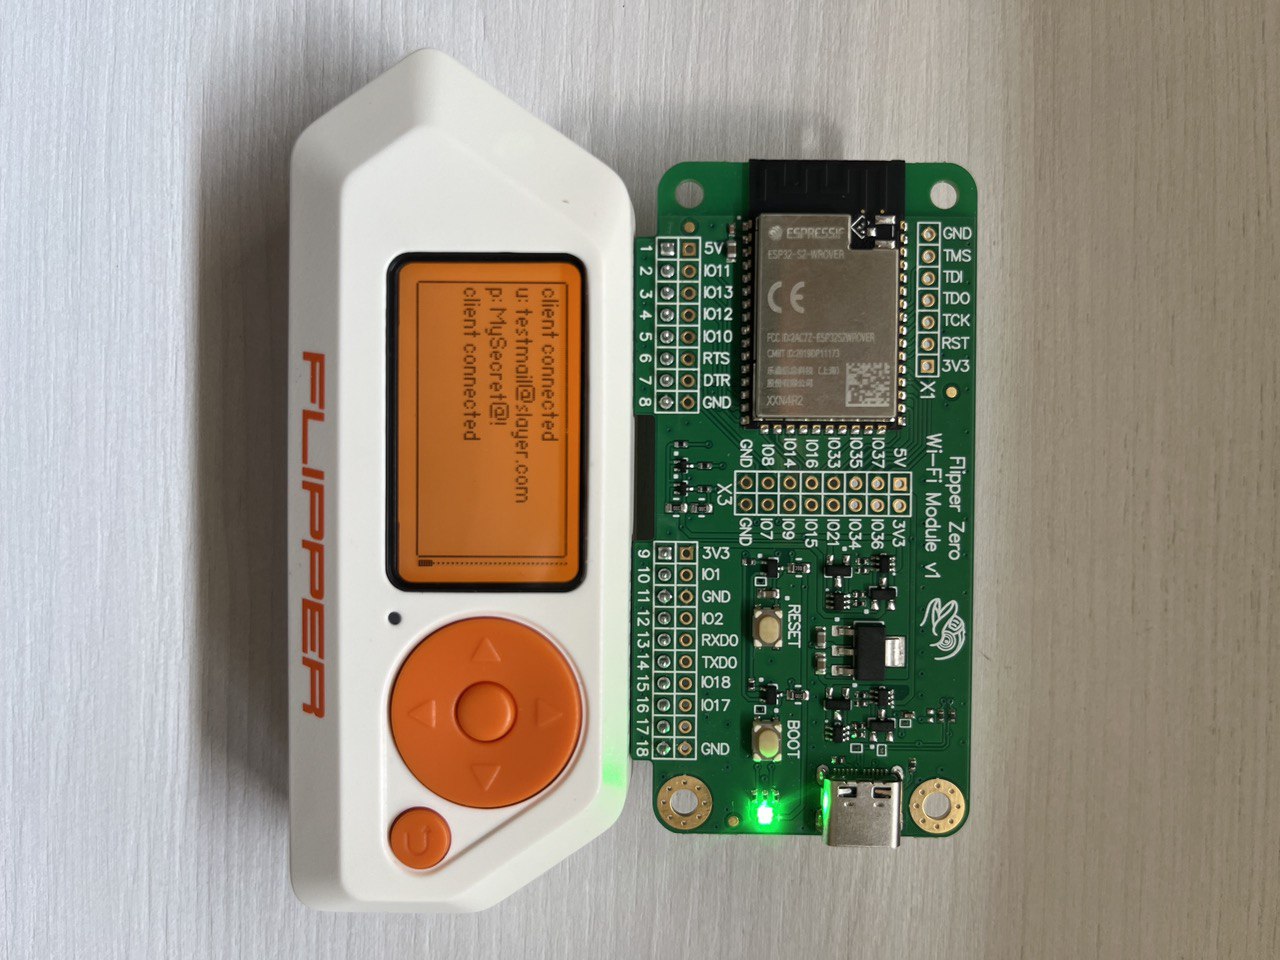 GND TMS TDI TDO TCK RST 3V3
X1
Flipper Zero
Wi-Fi Module v1
5V 3V3
IO37 IO36
IO35 IO34
IO33 IO21
IO16 IO15
IO14 IO9
IO8 IO7
GND GND
X3
ESPRESSIF
ESP32-S2-WROVER
CE
RESET
BOOT
5V IO11 IO13 IO12 IO10 RTS DTR GND
1 2 3 4 5 6 7 8
3V3 IO1 GND IO2 RXD0 TXD0 IO18 IO17 GND
9 10 11 12 13 14 15 16 17 18
client connected
u: testmail@slayer.com
p: MySecret@!
client connected
FLIPPER